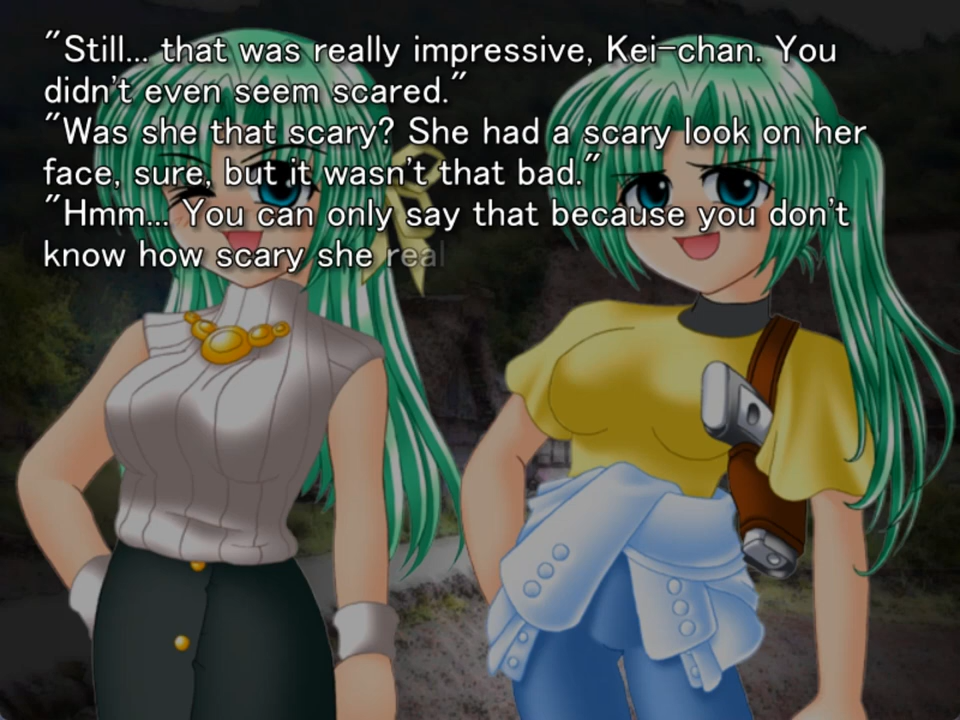 "Still... that was really impressive, Kei-chan. You
didn't even seem scared."
"Was she that scary? She had a scary look on her
face, sure, but it wasn't that bad."
"Hmm... You can only say that because you don't
know how scary she real